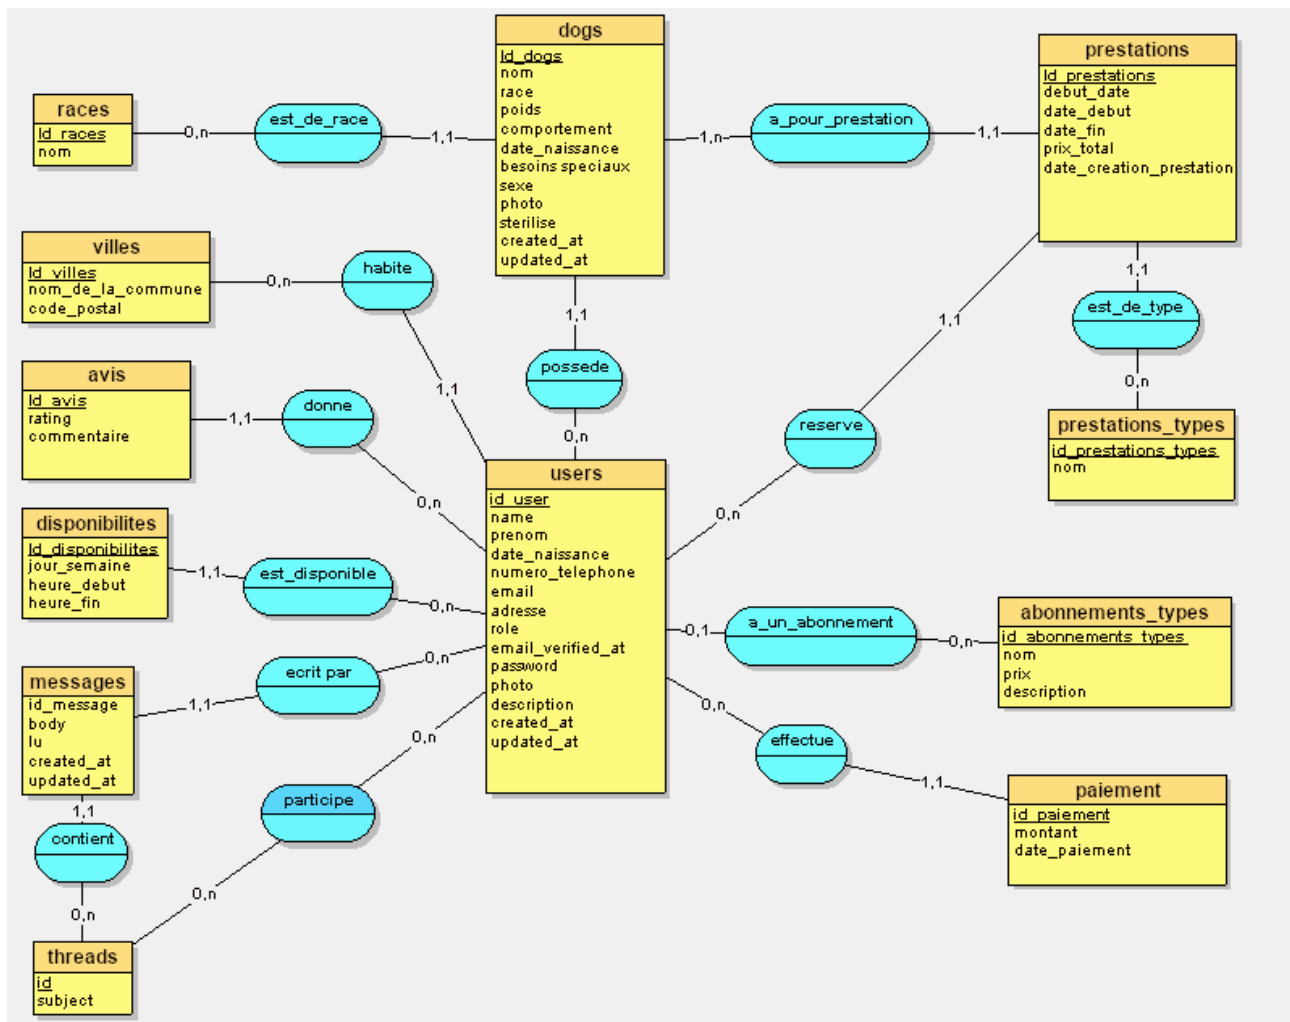 dogs
Id_dogs
nom
race
poids
comportement
date_naissance
besoins speciaux
sexe
photo
sterilise
created_at
updated_at
prestations
Id_prestations
debut_date
date_debut
date_fin
prix_total
date_creation_prestation
races
Id_races
nom
0,n
est_de_race
1,1
1,n
a_pour_prestation
1,1
villes
Id_villes
nom_de_la_commune
code_postal
0,n
habite
1,1
1,1
possede
0,n
1,1
reserve
0,n
1,1
est_de_type
0,n
prestations_types
id_prestations_types
nom
avis
Id_avis
rating
commentaire
1,1
donne
0,n
users
id_user
name
prenom
date_naissance
numero_telephone
email
adresse
role
email_verified_at
password
photo
description
created_at
updated_at
disponibilites
Id_disponibilites
jour_semaine
heure_debut
heure_fin
1,1
est_disponible
0,n
0,1
a_un_abonnement
0,n
abonnements_types
id_abonnements_types
nom
prix
description
messages
id_message
body
lu
created_at
updated_at
1,1
ecrit par
0,n
0,n
participe
0,n
0,n
effectue
1,1
paiement
id_paiement
montant
date_paiement
1,1
contient
0,n
threads
id
subject